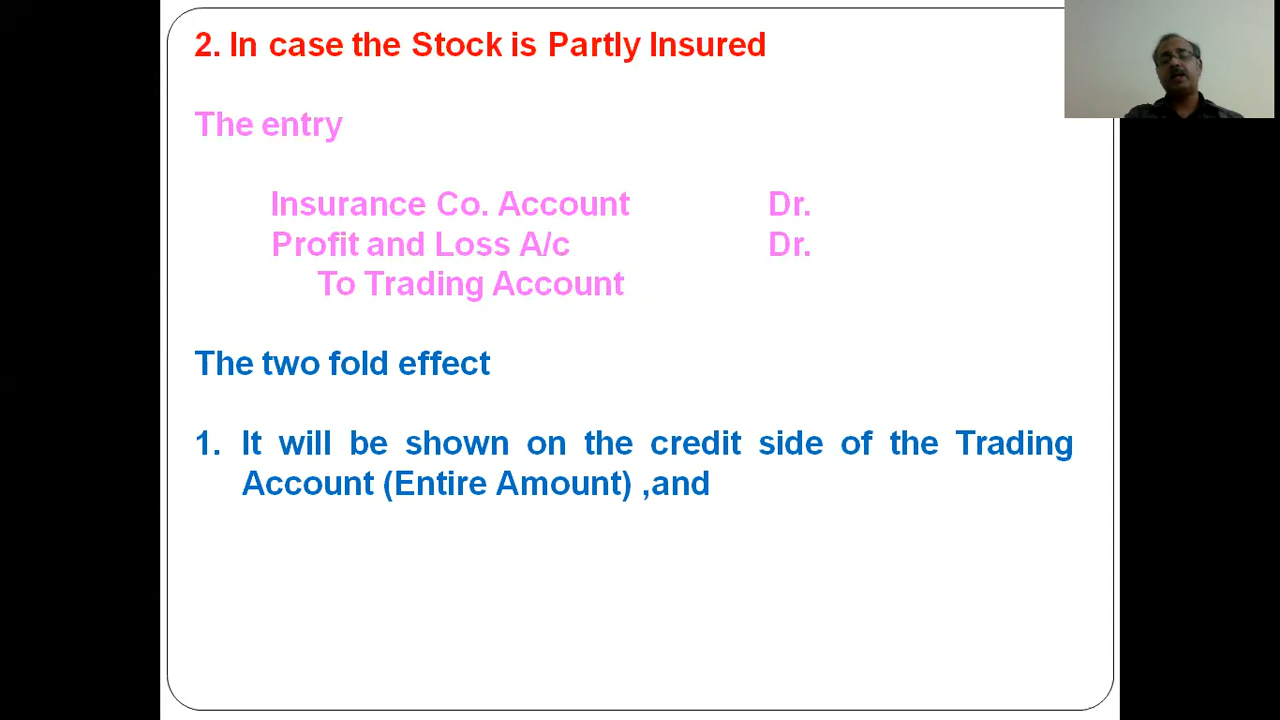 2. In case the Stock is Partly Insured
The entry
Insurance Co. Account Dr.
Profit and Loss A/c Dr.
To Trading Account
The two fold effect
1. It will be shown on the credit side of the Trading
Account (Entire Amount) ,and